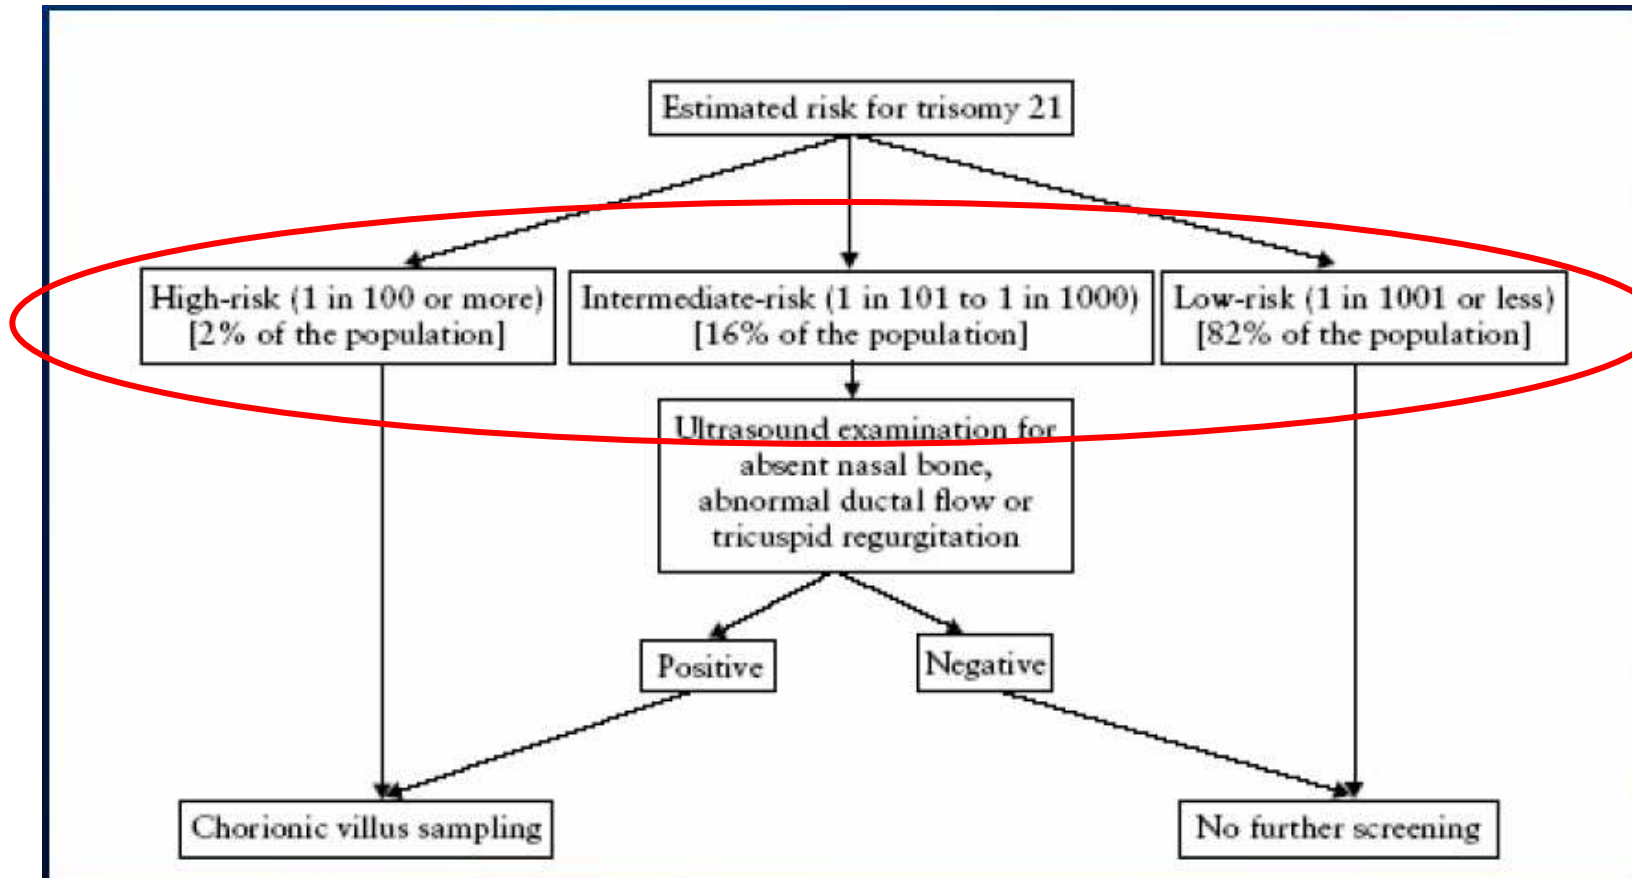 Estimated risk for trisomy 21
High-risk (1 in 100 or more)
[2% of the population]
Intermediate-risk (1 in 101 to 1 in 1000)
[16% of the population]
Low-risk (1 in 1001 or less)
[82% of the population]
Ultrasound examination for
absent nasal bone,
abnormal ductal flow or
tricuspid regurgitation
Positive
Negative
Chorionic villus sampling
No further screening